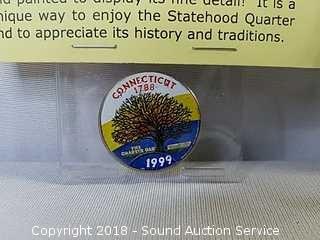 nd painted to display its fine detail! It is a
nique way to enjoy the Statehood Quarter
nd to appreciate its history and traditions.
CONNECTICUT
1788
THE
CHARTER OAK
1999
Copyright 2018 - Sound Auction Service